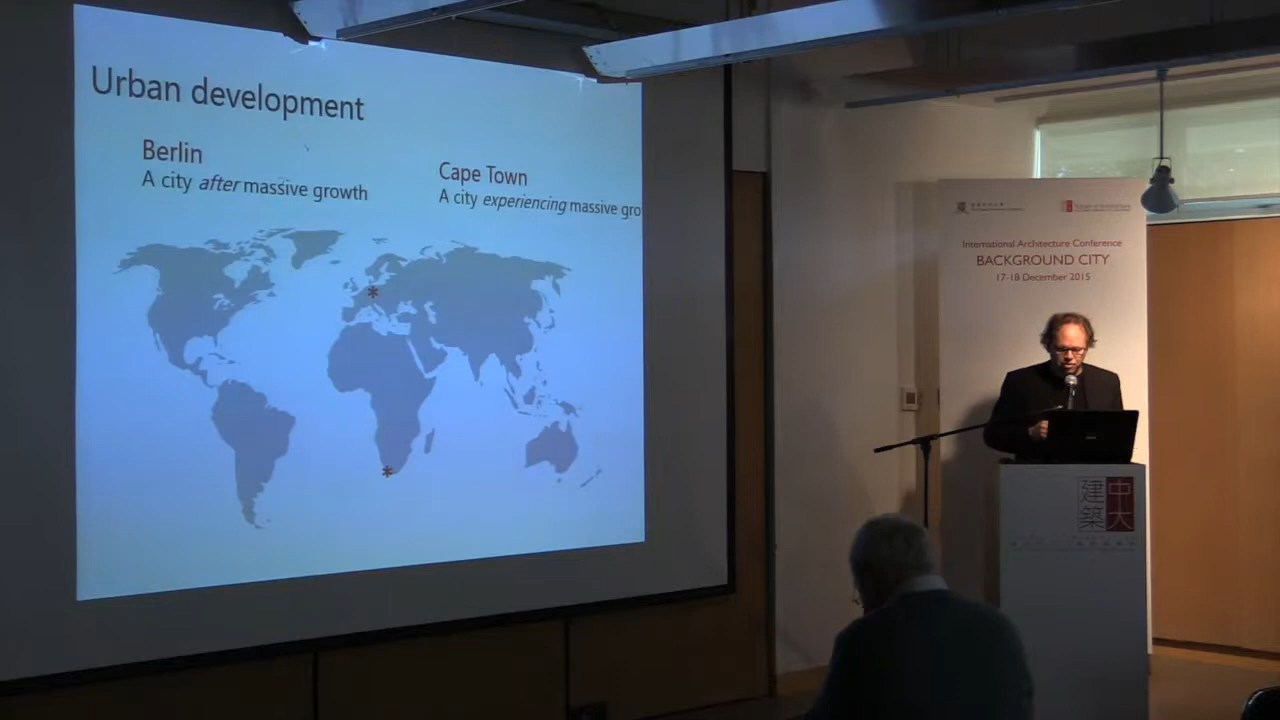 Urban development
Berlin
A city after massive growth
Cape Town
A city experiencing massive gro
International Architecture Conference
BACKGROUND CITY
17-18 December 2015
建築
中大